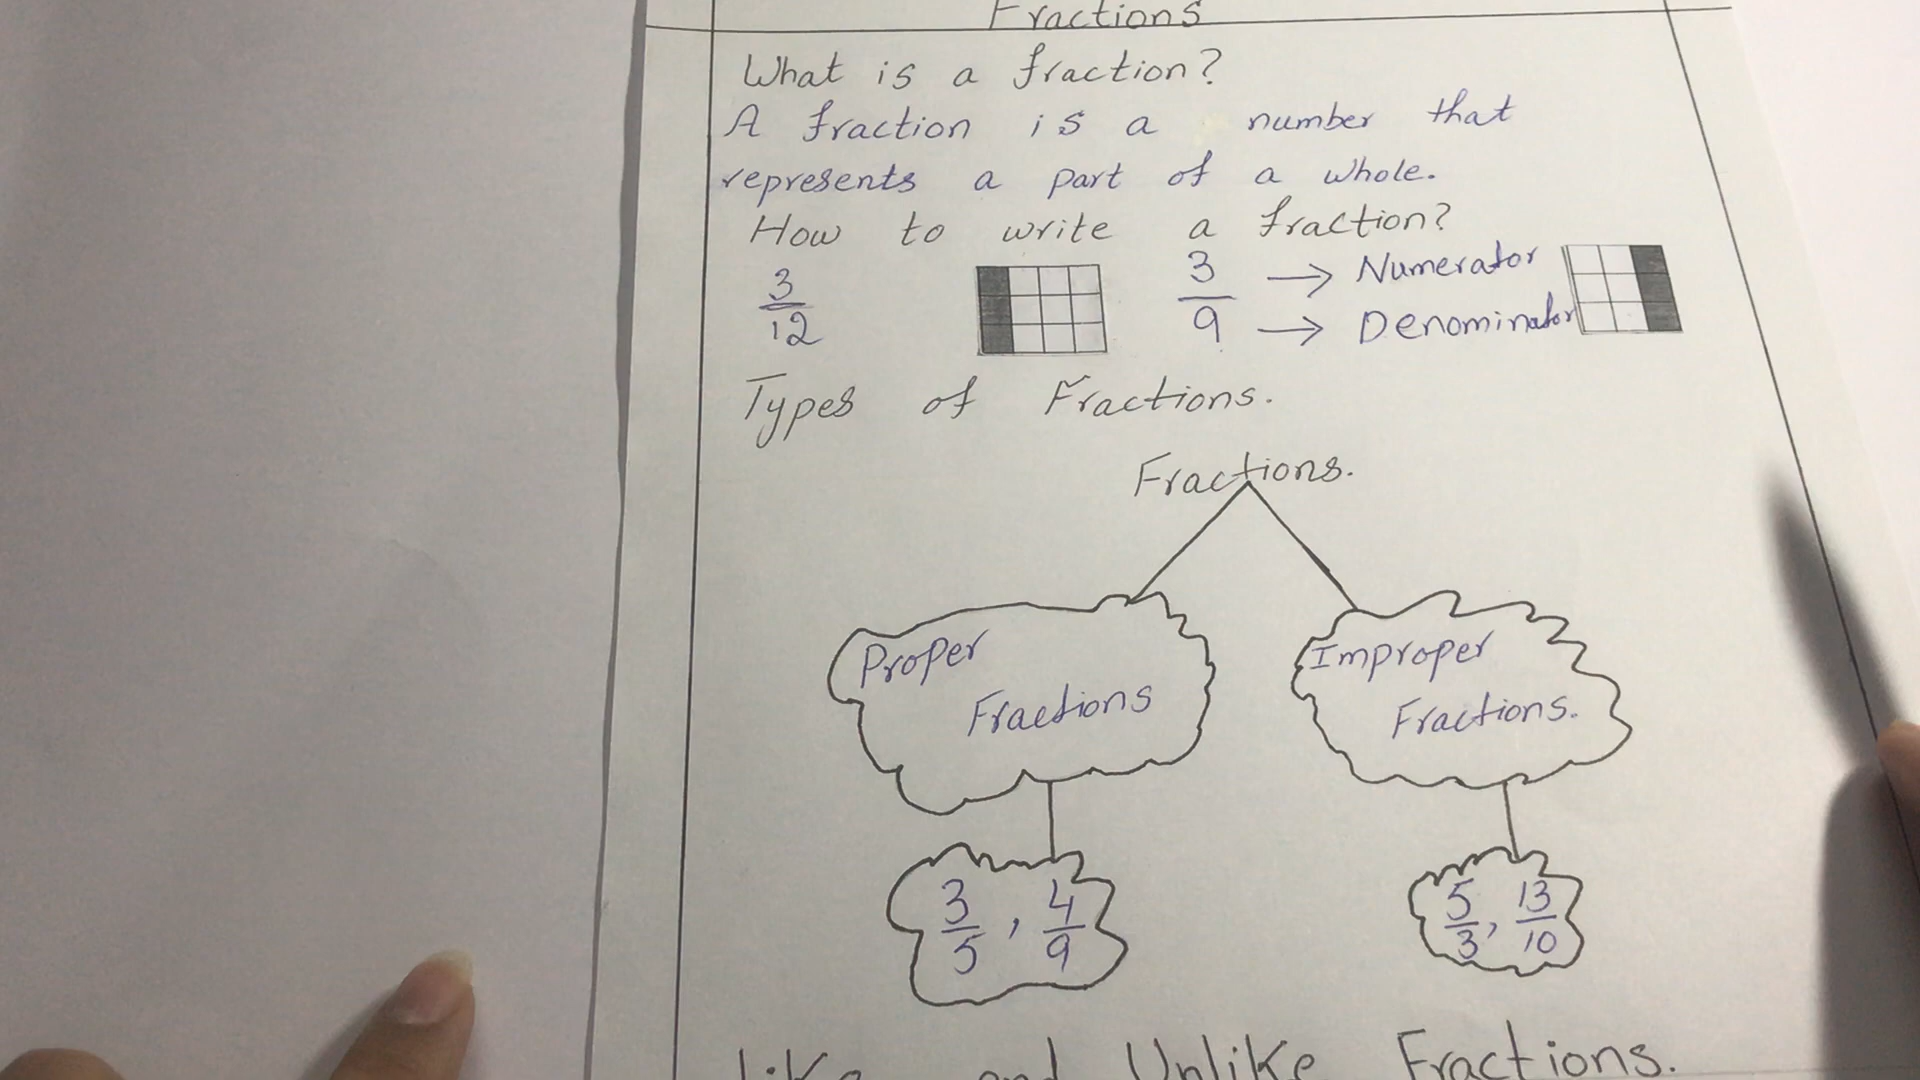 Fractions
What is a fraction?
A fraction is a number that
represents a part of a whole.
How to write a fraction?
3/12
3/9
→ Numerator
→ Denominator
Types of Fractions.
Fractions.
Proper
Fractions
Improper
Fractions.
3/5 , 4/9
5/3, 13/10
Like and Unlike Fractions.